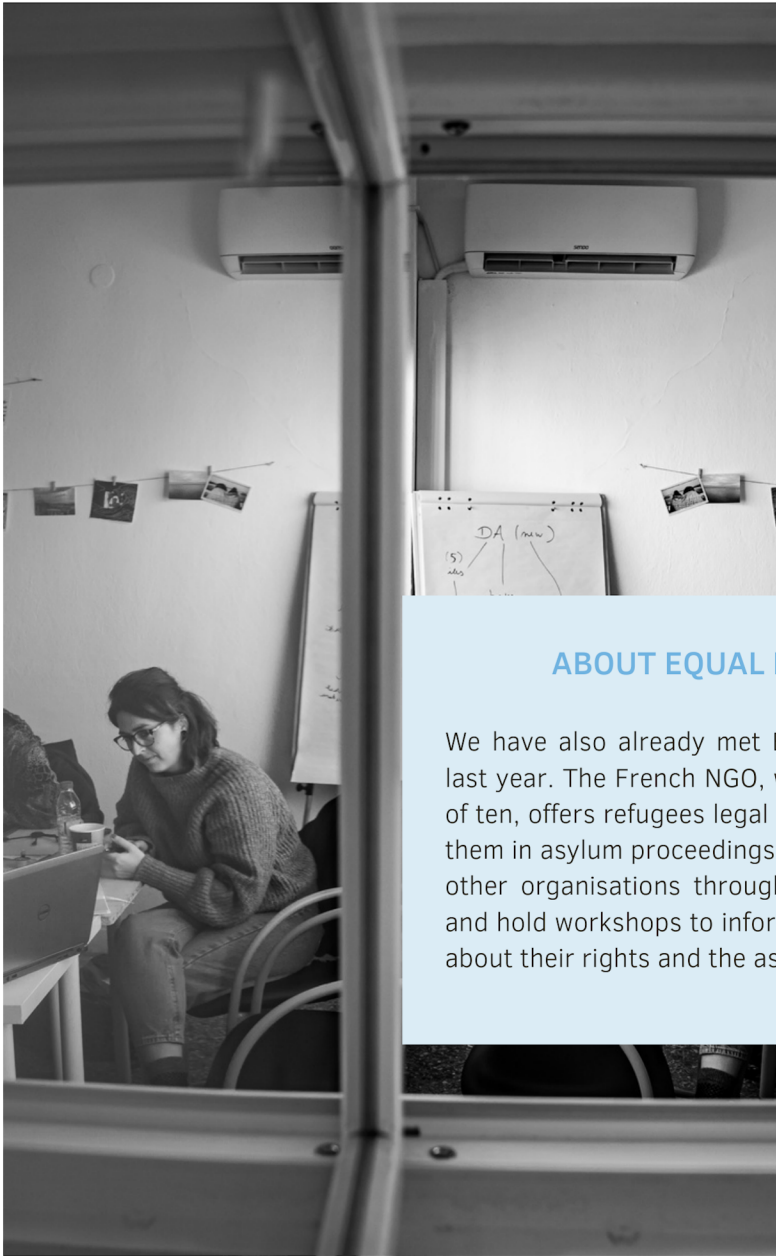 DA (new)
(5)
ABOUT EQUAL
We have also already met
last year. The French NGO,
of ten, offers refugees legal
them in asylum proceedings
other organisations through
and hold workshops to infor
about their rights and the as